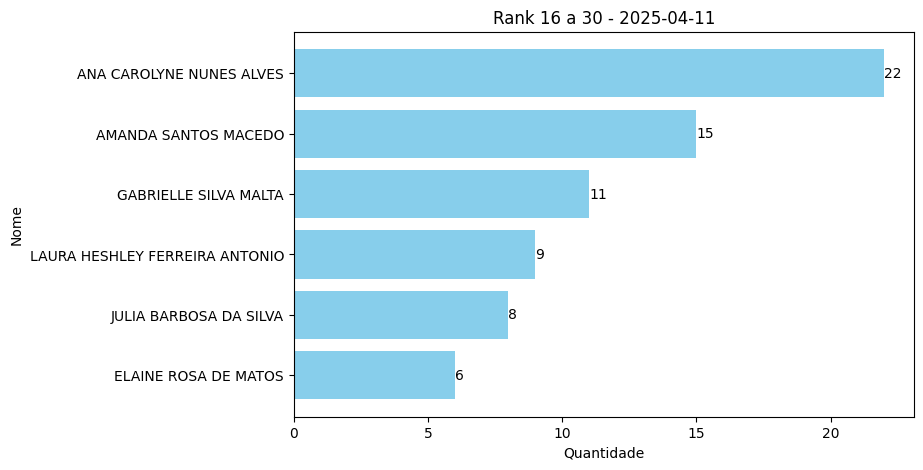 Rank 16 a 30 - 2025-04-11
ANA CAROLYNE NUNES ALVES 22
AMANDA SANTOS MACEDO 15
GABRIELLE SILVA MALTA 11
LAURA HESHLEY FERREIRA ANTONIO 9
JULIA BARBOSA DA SILVA 8
ELAINE ROSA DE MATOS 6
Nome
0 5 10 15 20
Quantidade